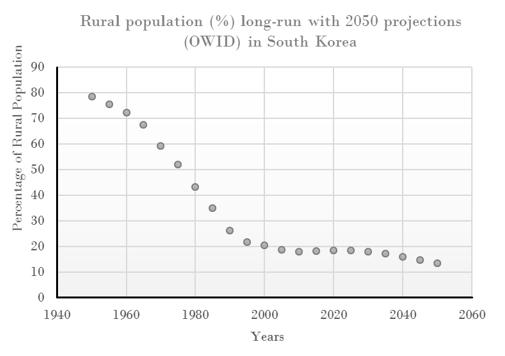 Rural population (%) long-run with 2050 projections
(OWID) in South Korea
Percentage of Rural Population
90
80
70
60
50
40
30
20
10
0
1940 1960 1980 2000 2020 2040 2060
Years